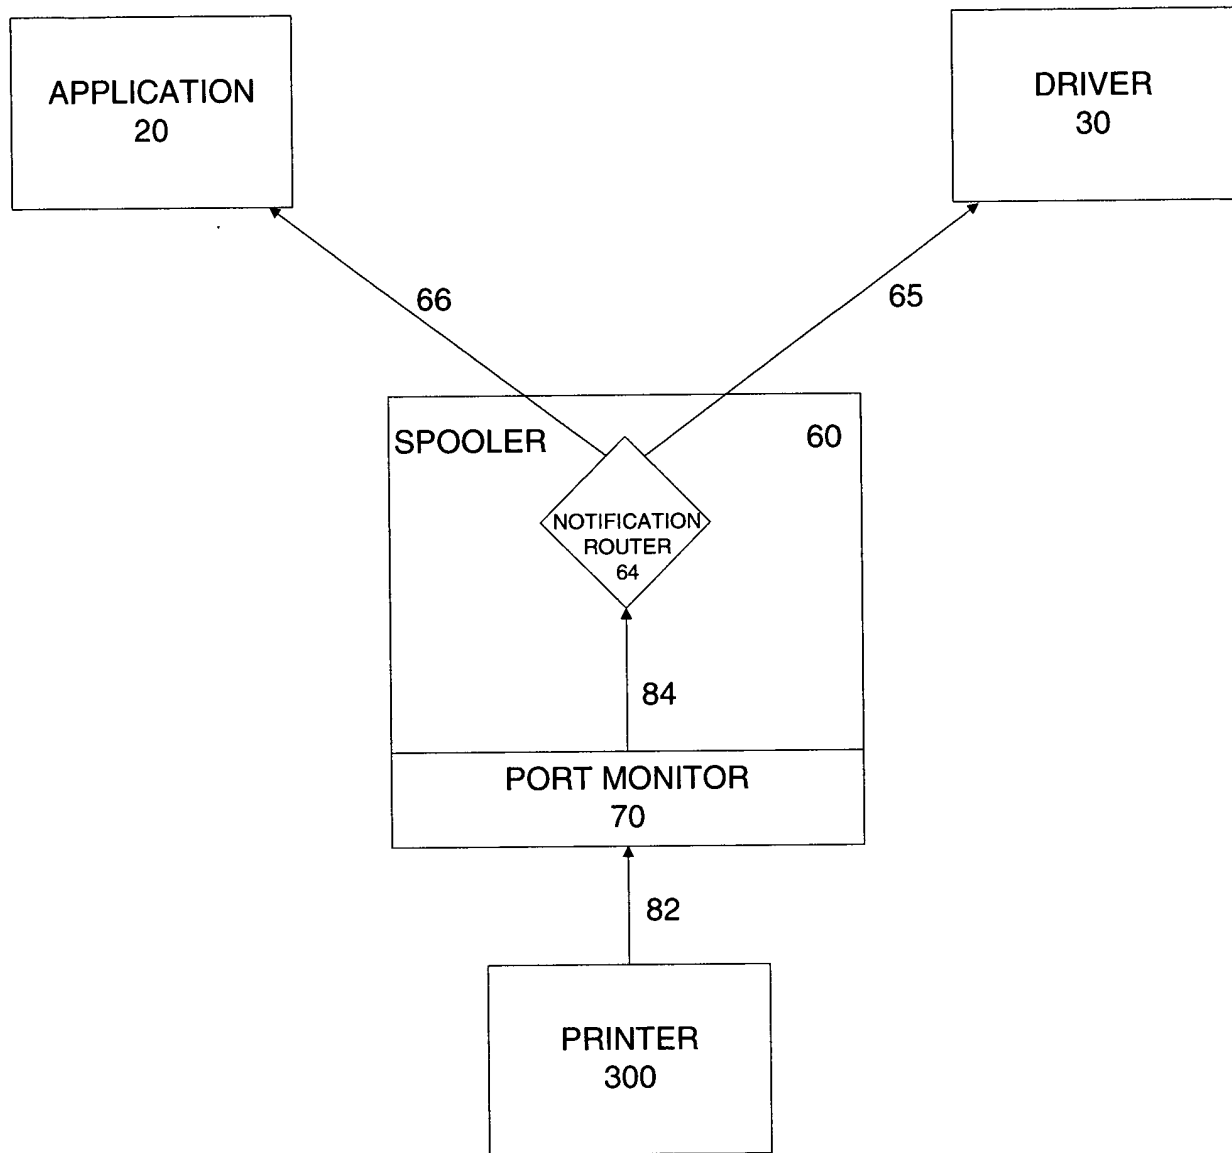 APPLICATION
20
DRIVER
30
66
65
SPOOLER
60
NOTIFICATION
ROUTER
64
84
PORT MONITOR
70
82
PRINTER
300